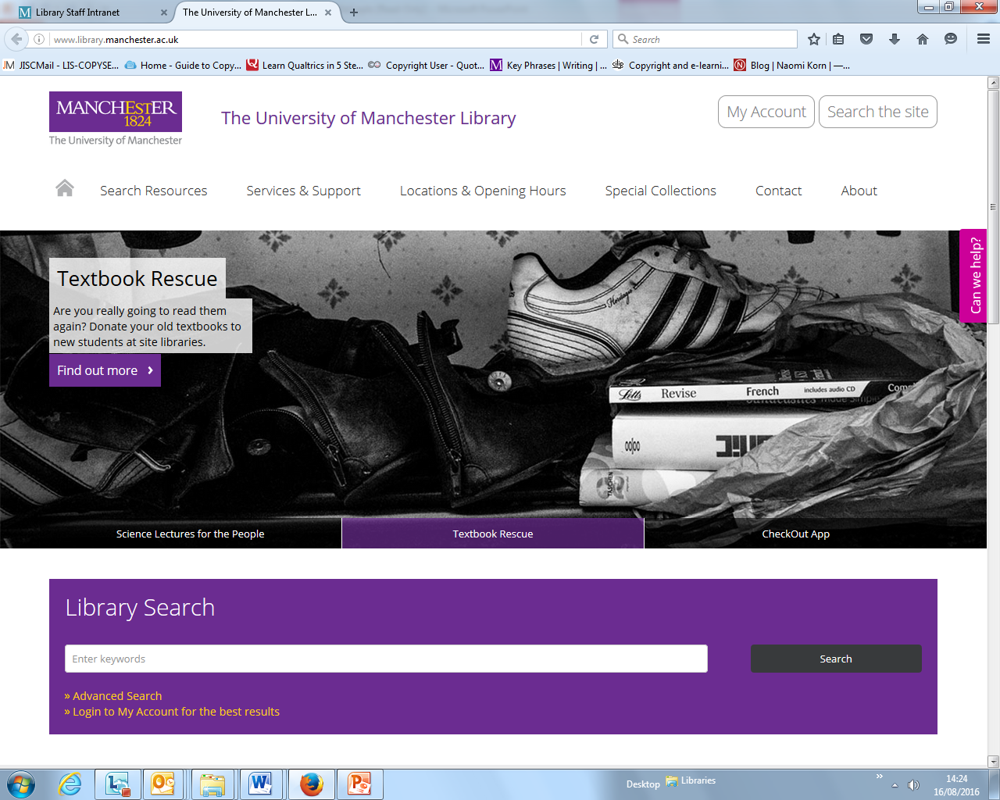 Library Staff Intranet
The University of Manchester L...
www.library.manchester.ac.uk
Search
JISCMail - LIS-COPYSE...
Home - Guide to Copy...
Learn Qualtrics in 5 Ste...
Copyright User - Quot...
Key Phrases | Writing | ...
Copyright and e-learni...
Blog | Naomi Korn | —...
MANCHESTER
1824
The University of Manchester
The University of Manchester Library
My Account
Search the site
Search Resources
Services & Support
Locations & Opening Hours
Special Collections
Contact
About
Can we help?
Textbook Rescue
Are you really going to read them
again? Donate your old textbooks to
new students at site libraries.
Find out more
Heritage
Letts Revise French includes audio CD
Made Simple
TASCHEN
Science Lectures for the People
Textbook Rescue
CheckOut App
Library Search
Enter keywords
Search
» Advanced Search
» Login to My Account for the best results
Desktop
Libraries
14:24
16/08/2016